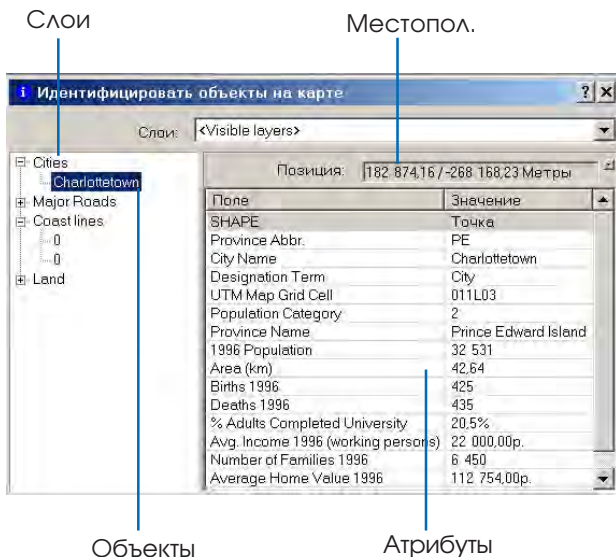 Слои
Местопол.
i Идентифицировать объекты на карте ? ×
Слои: <Visible layers>
Cities
Charlottetown
Major Roads
Coast lines
0
0
Land
Позиция: 182 874,16 / -268 168,23 Метры
Поле Значение
SHAPE Точка
Province Abbr. PE
City Name Charlottetown
Designation Term City
UTM Map Grid Cell 011L03
Population Category 2
Province Name Prince Edward Island
1996 Population 32 531
Area (km) 42,64
Births 1996 425
Deaths 1996 435
% Adults Completed University 20,5%
Avg. Income 1996 (working persons) 22 000,00р.
Number of Families 1996 6 450
Average Home Value 1996 112 754,00р.
Объекты
Атрибуты